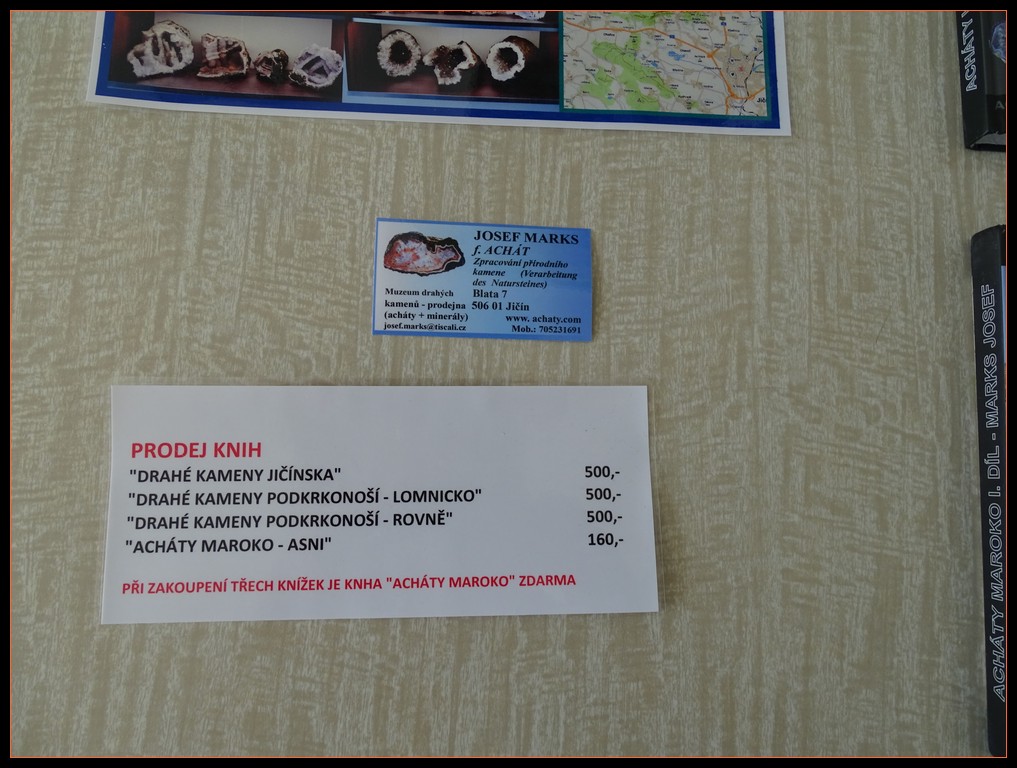 ACHÁTY
JOSEF MARKS
f. ACHÁT
Zpracování přírodního
kamene (Verarbeitung
des Natursteines)
Muzeum drahých
kamenů - prodejna
(acháty + minerály)
josef.marks@tiscali.cz
Blata 7
506 01 Jičín
www. achaty.com
Mob.: 705231691
PRODEJ KNIH
"DRAHÉ KAMENY JIČÍNSKA" 500,-
"DRAHÉ KAMENY PODKRKONOŠÍ - LOMNICKO" 500,-
"DRAHÉ KAMENY PODKRKONOŠÍ - ROVNĚ" 500,-
"ACHÁTY MAROKO - ASNI" 160,-
PŘI ZAKOUPENÍ TŘECH KNÍŽEK JE KNHA "ACHÁTY MAROKO" ZDARMA
ACHÁTY MAROKO I. DÍL - MARKS JOSEF